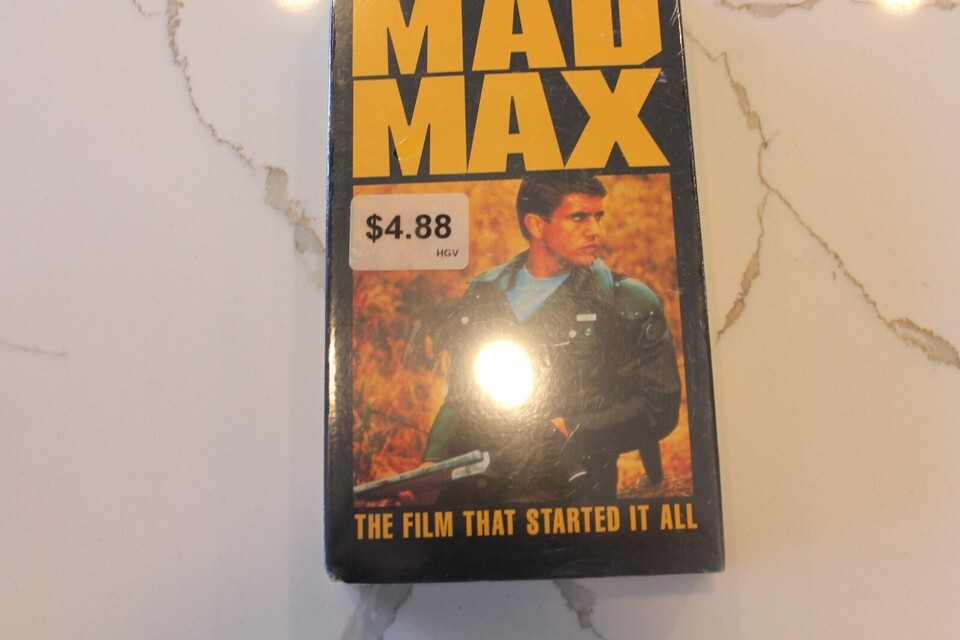 MAD
MAX
$4.88
HGV
THE FILM THAT STARTED IT ALL